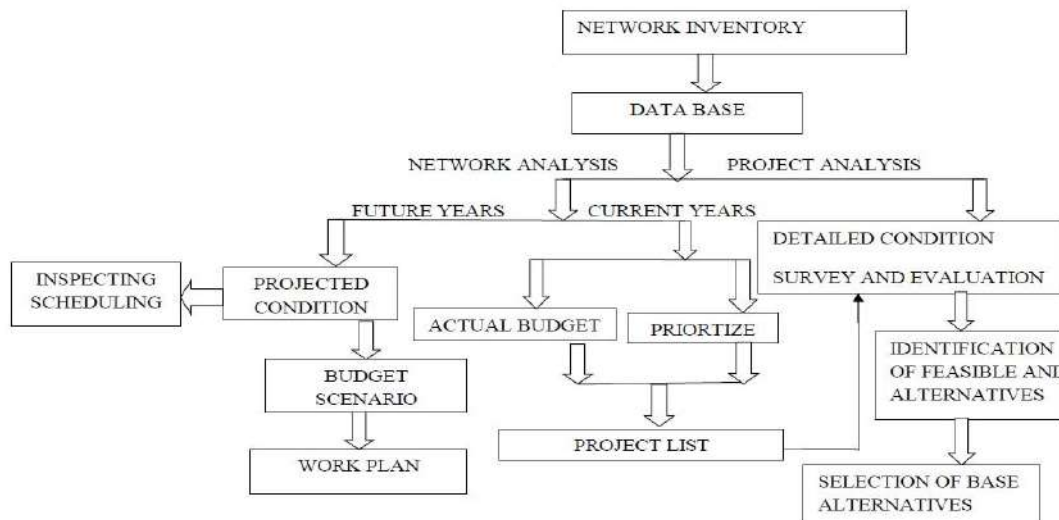 NETWORK INVENTORY
DATA BASE
NETWORK ANALYSIS
PROJECT ANALYSIS
FUTURE YEARS
CURRENT YEARS
DETAILED CONDITION
SURVEY AND EVALUATION
INSPECTING
SCHEDULING
PROJECTED
CONDITION
ACTUAL BUDGET
PRIORTIZE
IDENTIFICATION
OF FEASIBLE AND
ALTERNATIVES
BUDGET
SCENARIO
PROJECT LIST
WORK PLAN
SELECTION OF BASE
ALTERNATIVES